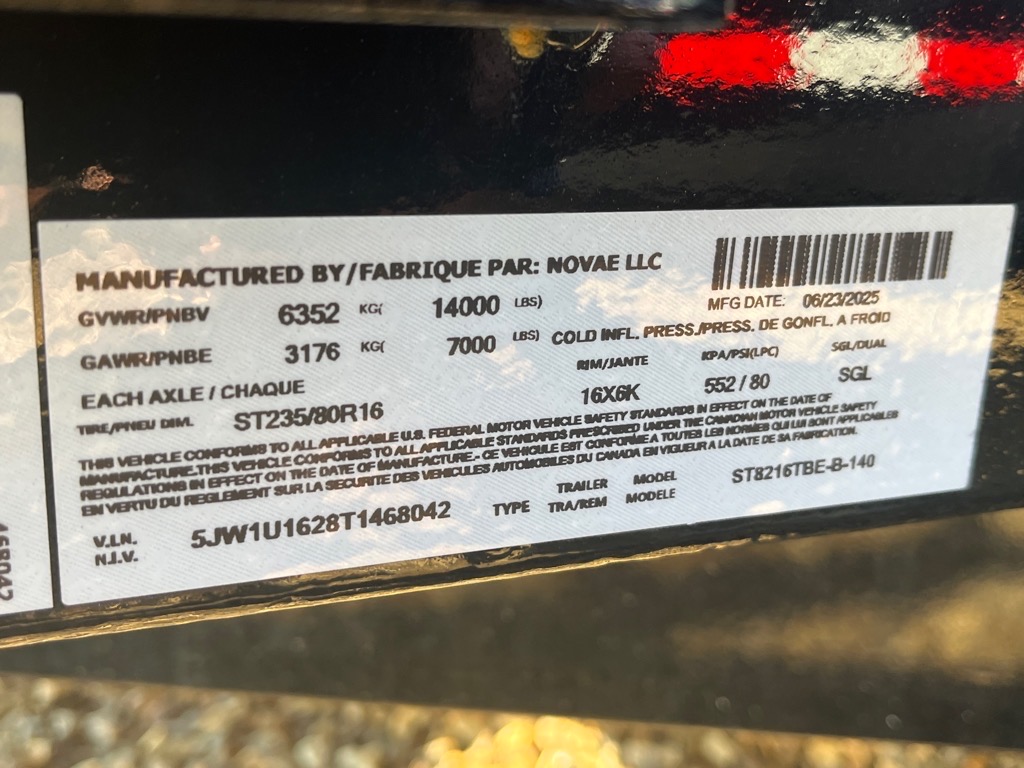 MANUFACTURED BY/FABRIQUE PAR: NOVAE LLC
MFG DATE: 06/23/2025
GVWR/PNBV 6352 KG( 14000 LBS)
GAWR/PNBE 3176 KG( 7000 LBS) COLD INFL. PRESS./PRESS. DE GONFL. A FROID
EACH AXLE / CHAQUE RIM/JANTE KPA/PSI(LPC) SGL/DUAL
TIRE/PNEU DIM. ST235/80R16 16X6K 552 / 80 SGL
THIS VEHICLE CONFORMS TO ALL APPLICABLE U.S. FEDERAL MOTOR VEHICLE SAFETY STANDARDS IN EFFECT ON THE DATE OF
MANUFACTURE.THIS VEHICLE CONFORMS TO ALL APPLICABLE STANDARDS PRESCRIBED UNDER THE CANADIAN MOTOR VEHICLE SAFETY
REGULATIONS IN EFFECT ON THE DATE OF MANUFACTURE.- CE VEHICULE EST CONFORME A TOUTES LES NORMES QUI LUI SONT APPLICABLES
EN VERTU DU REGLEMENT SUR LA SECURITE DES VEHICULES AUTOMOBILES DU CANADA EN VIGUEUR A LA DATE DE SA FABRICATION.
V.I.N. 5JW1U1628T1468042 TYPE TRAILER MODEL ST8216TBE-B-140
N.I.V. TRA/REM MODELE
1468042